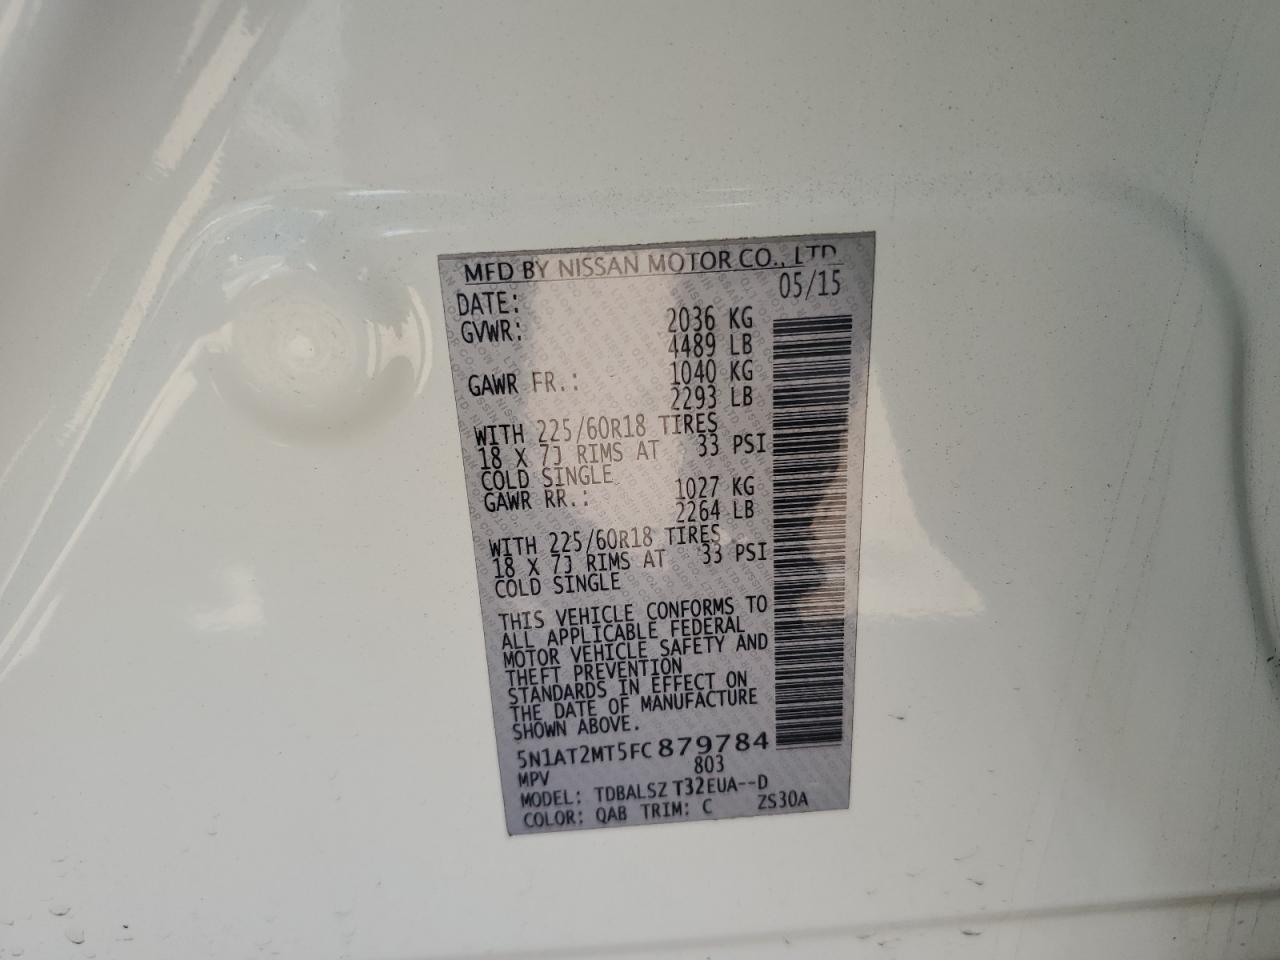 MFD BY NISSAN MOTOR CO., LTD
DATE: 05/15
GVWR: 2036 KG
4489 LB
GAWR FR.: 1040 KG
2293 LB
WITH 225/60R18 TIRES
18 X 7J RIMS AT 33 PSI
COLD SINGLE
GAWR RR.: 1027 KG
2264 LB
WITH 225/60R18 TIRES
18 X 7J RIMS AT 33 PSI
COLD SINGLE
THIS VEHICLE CONFORMS TO
ALL APPLICABLE FEDERAL
MOTOR VEHICLE SAFETY AND
THEFT PREVENTION
STANDARDS IN EFFECT ON
THE DATE OF MANUFACTURE
SHOWN ABOVE.
5N1AT2MT5FC879784
MPV 803
MODEL: TDBALSZ T32EUA--D
COLOR: QAB TRIM: C ZS30A